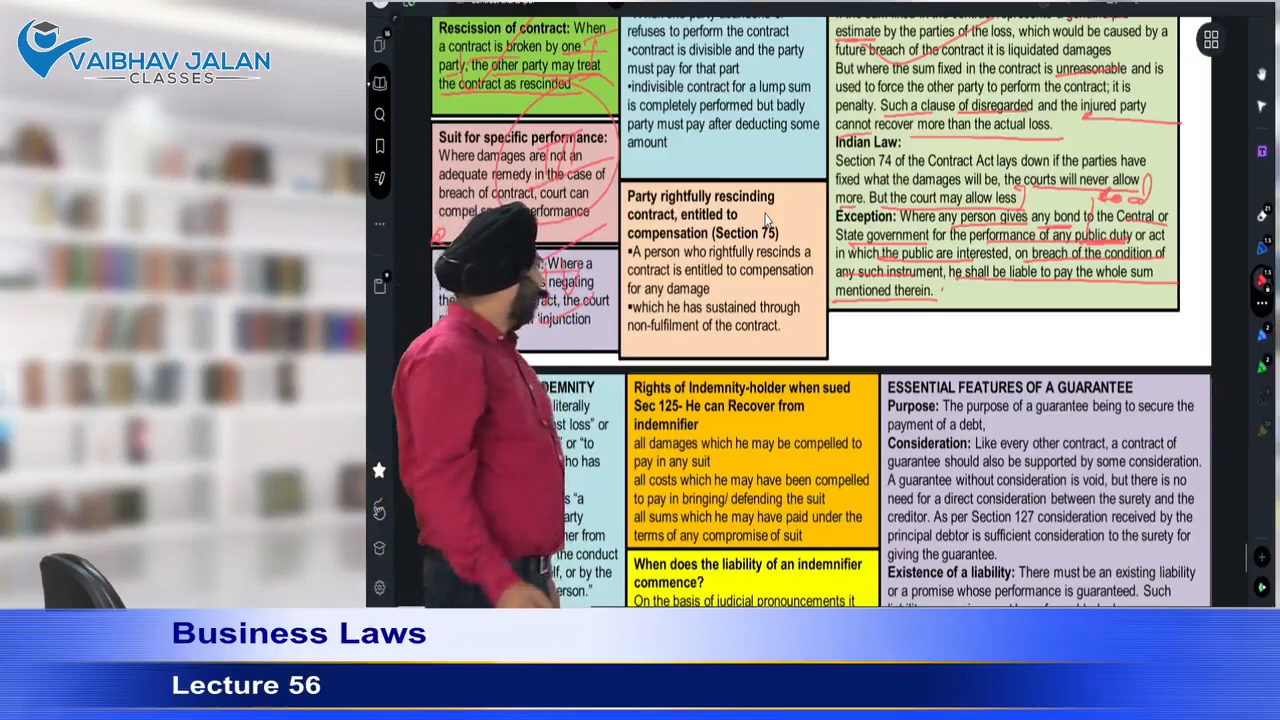 VAIBHAV JALAN
CLASSES
Rescission of contract: When
a contract is broken by one
party, the other party may treat
the contract as rescinded
Suit for specific performance:
Where damages are not an
adequate remedy in the case of
breach of contract, court can
compel performance
Where a
negating
the court
injunction
refuses to perform the contract
•contract is divisible and the party
must pay for that part
•indivisible contract for a lump sum
is completely performed but badly
party must pay after deducting some
amount
Party rightfully rescinding
contract, entitled to
compensation (Section 75)
▪A person who rightfully rescinds a
contract is entitled to compensation
for any damage
▪which he has sustained through
non-fulfilment of the contract.
estimate by the parties of the loss, which would be caused by a
future breach of the contract it is liquidated damages
But where the sum fixed in the contract is unreasonable and is
used to force the other party to perform the contract; it is
penalty. Such a clause of disregarded and the injured party
cannot recover more than the actual loss.
Indian Law:
Section 74 of the Contract Act lays down if the parties have
fixed what the damages will be, the courts will never allow
more. But the court may allow less
Exception: Where any person gives any bond to the Central or
State government for the performance of any public duty or act
in which the public are interested, on breach of the condition of
any such instrument, he shall be liable to pay the whole sum
mentioned therein.
literally
loss" or
or "to
who has
"a
the conduct
or by the
Rights of Indemnity-holder when sued
Sec 125- He can Recover from
indemnifier
all damages which he may be compelled to
pay in any suit
all costs which he may have been compelled
to pay in bringing/ defending the suit
all sums which he may have paid under the
terms of any compromise of suit
When does the liability of an indemnifier
commence?
On the basis of judicial pronouncements it
ESSENTIAL FEATURES OF A GUARANTEE
Purpose: The purpose of a guarantee being to secure the
payment of a debt,
Consideration: Like every other contract, a contract of
guarantee should also be supported by some consideration.
A guarantee without consideration is void, but there is no
need for a direct consideration between the surety and the
creditor. As per Section 127 consideration received by the
principal debtor is sufficient consideration to the surety for
giving the guarantee.
Existence of a liability: There must be an existing liability
or a promise whose performance is guaranteed. Such
Business Laws
Lecture 56